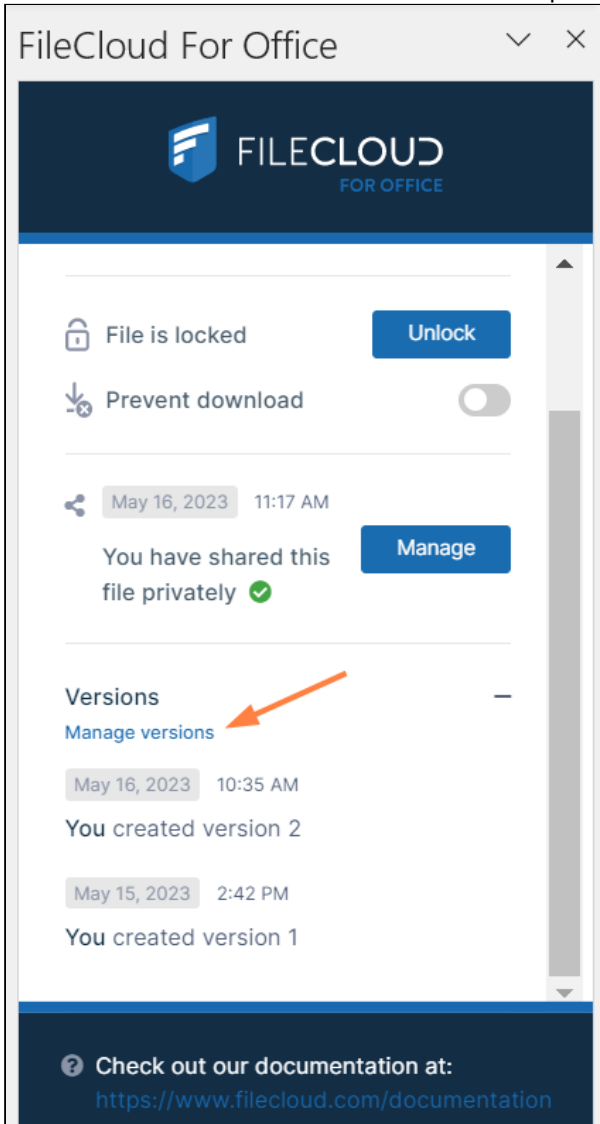 FileCloud For Office
FILECLOUD
FOR OFFICE
File is locked
Unlock
Prevent download
May 16, 2023 11:17 AM
You have shared this
file privately
Manage
Versions
Manage versions
May 16, 2023 10:35 AM
You created version 2
May 15, 2023 2:42 PM
You created version 1
Check out our documentation at:
https://www.filecloud.com/documentation